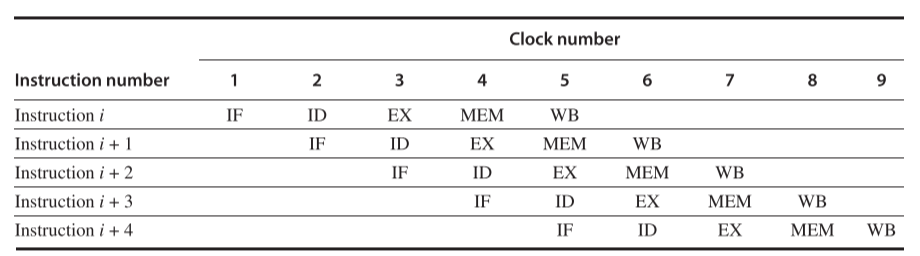 Clock number
Instruction number 1 2 3 4 5 6 7 8 9
Instruction i IF ID EX MEM WB
Instruction i + 1 IF ID EX MEM WB
Instruction i + 2 IF ID EX MEM WB
Instruction i + 3 IF ID EX MEM WB
Instruction i + 4 IF ID EX MEM WB